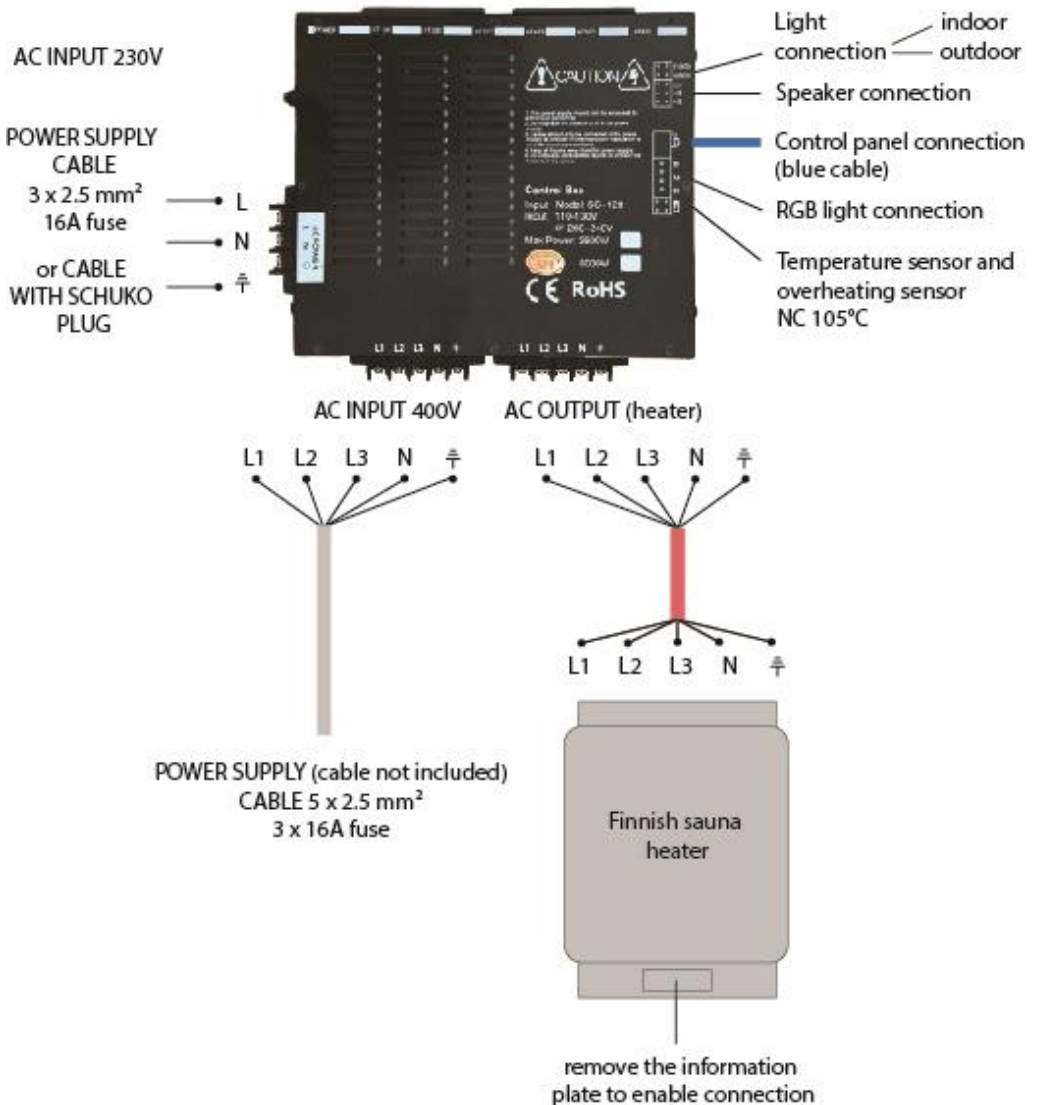 AC INPUT 230V
POWER SUPPLY
CABLE
3 x 2.5 mm²
16A fuse
or CABLE
WITH SCHUKO
PLUG
L
N
POWER
CAUTION
Control Box
Max Power:
CE RoHS
L1 L2 L3 N
L1 L2 L3 N
Light
connection
indoor
outdoor
Speaker connection
Control panel connection
(blue cable)
RGB light connection
Temperature sensor and
overheating sensor
NC 105°C
AC INPUT 400V
AC OUTPUT (heater)
L1 L2 L3 N
L1 L2 L3 N
L1 L2 L3 N
POWER SUPPLY (cable not included)
CABLE 5 x 2.5 mm²
3 x 16A fuse
Finnish sauna
heater
remove the information
plate to enable connection